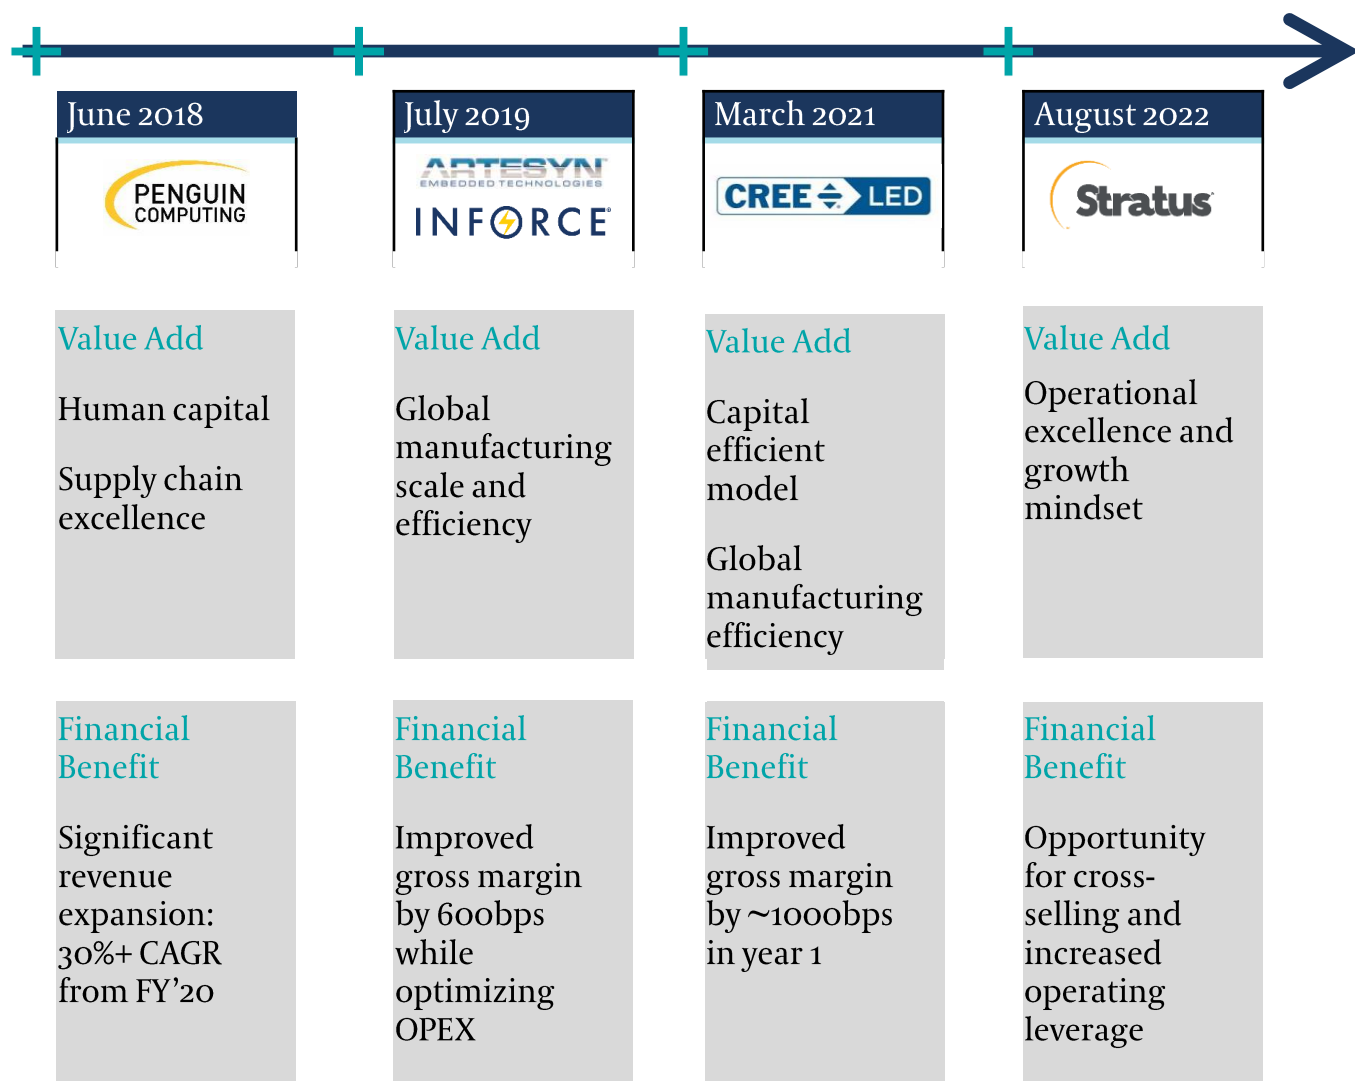 June 2018
PENGUIN
COMPUTING
Value Add
Human capital
Supply chain
excellence
Financial
Benefit
Significant
revenue
expansion:
30%+ CAGR
from FY’20
July 2019
ARTESYN™
EMBEDDED TECHNOLOGIES
INFORCE®
Value Add
Global
manufacturing
scale and
efficiency
Financial
Benefit
Improved
gross margin
by 600bps
while
optimizing
OPEX
March 2021
CREE LED
Value Add
Capital
efficient
model
Global
manufacturing
efficiency
Financial
Benefit
Improved
gross margin
by ~1000bps
in year 1
August 2022
Stratus
Value Add
Operational
excellence and
growth
mindset
Financial
Benefit
Opportunity
for cross-
selling and
increased
operating
leverage